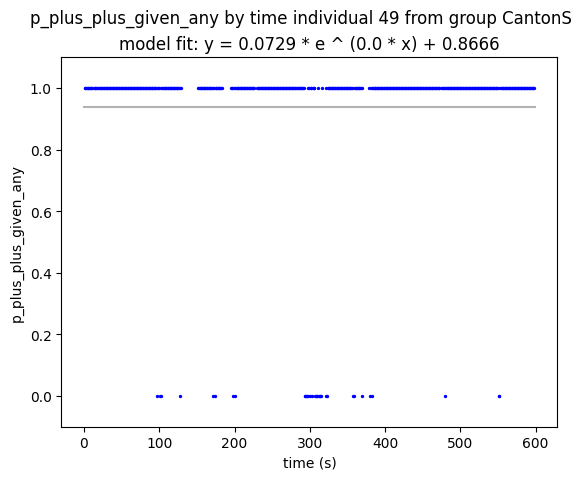 p_plus_plus_given_any by time individual 49 from group CantonS
model fit: y = 0.0729 * e ^ (0.0 * x) + 0.8666
1.0
0.8
0.6
0.4
0.2
0.0
p_plus_plus_given_any
0 100 200 300 400 500 600
time (s)